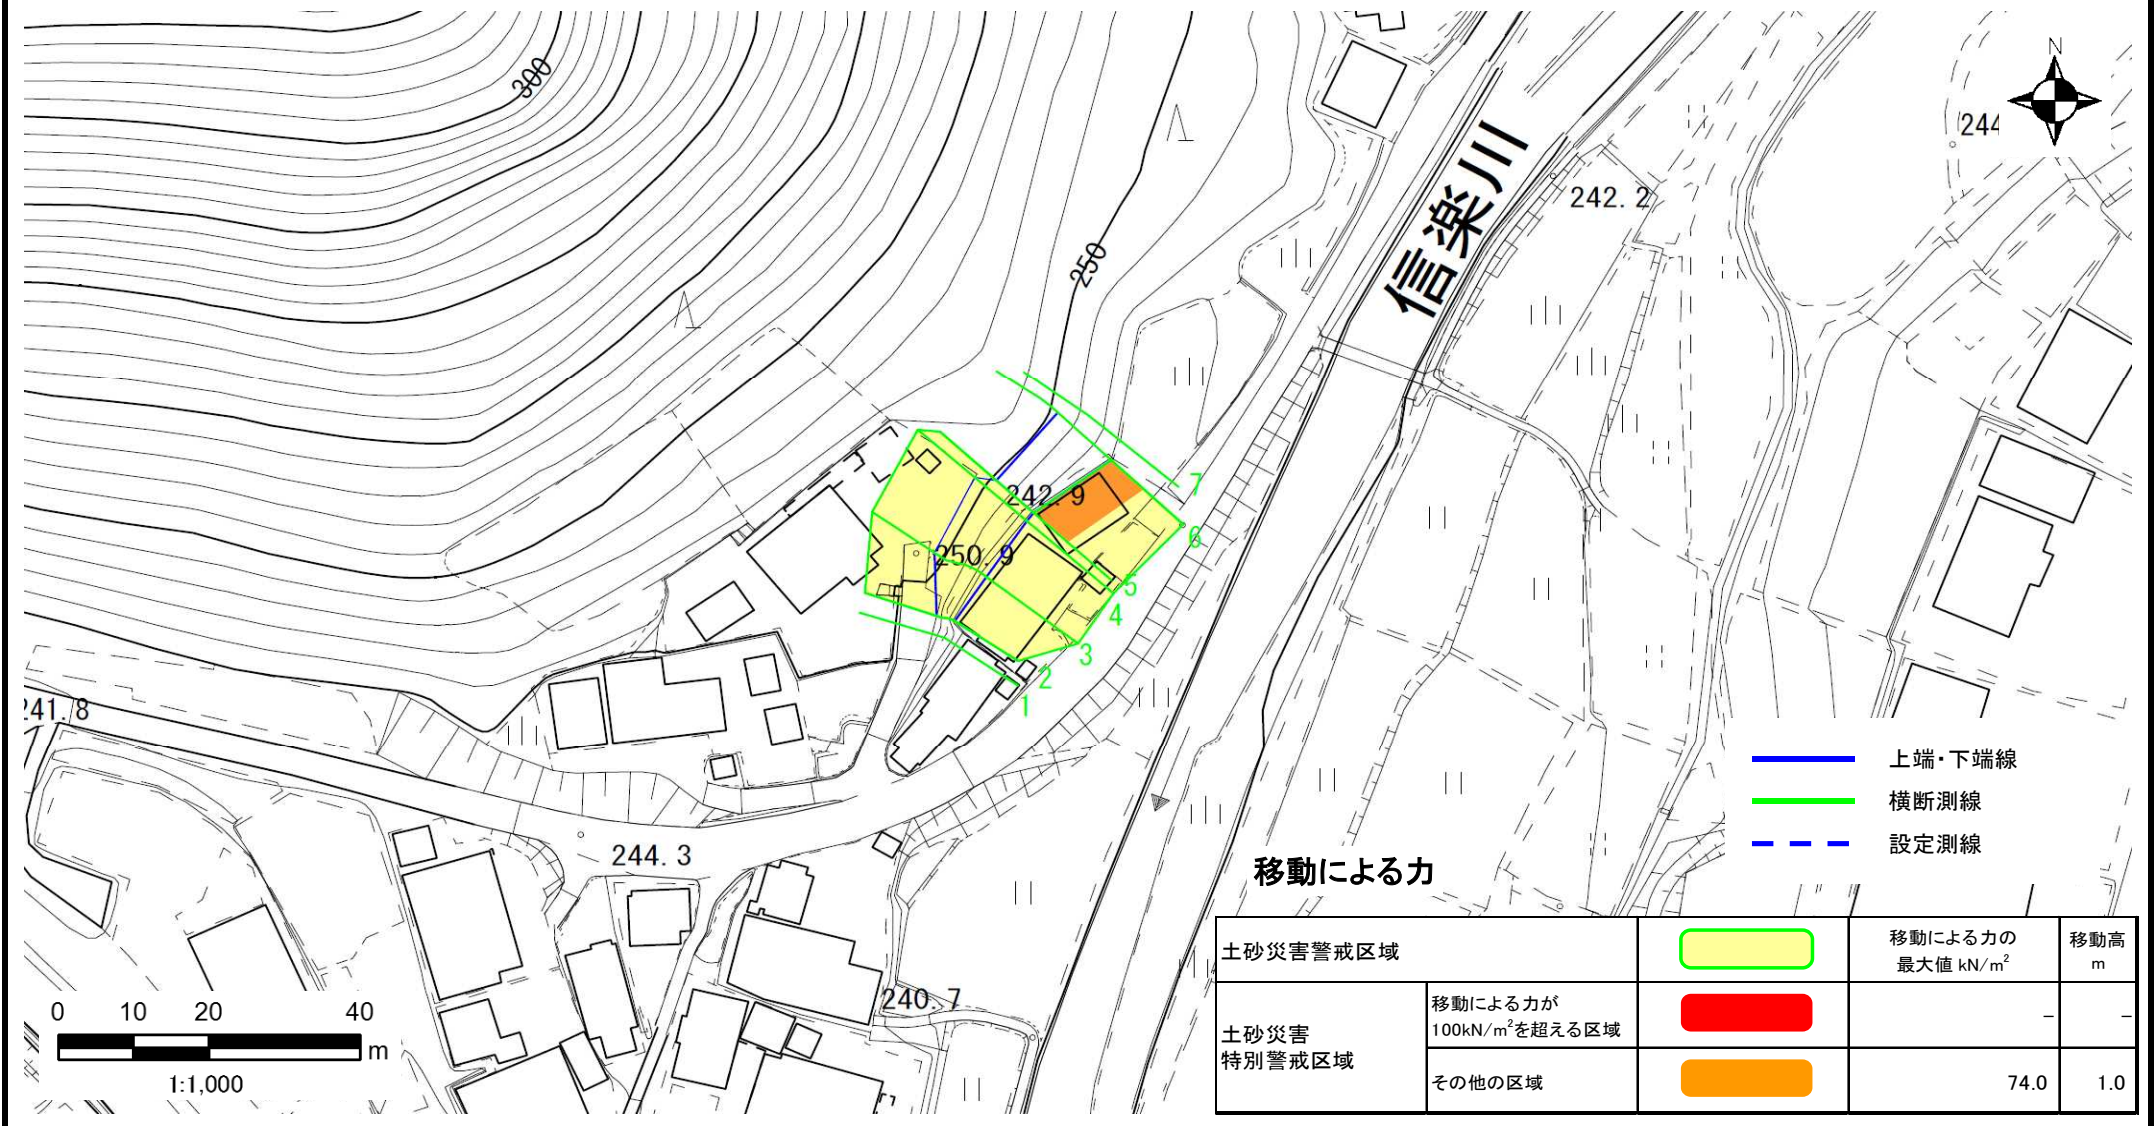 300
N
244
242.2
信楽川
250
242.9
250.9
7
6
5
4
3
2
1
241.8
244.3
240.7
上端・下端線
横断測線
設定測線
移動による力
土砂災害警戒区域
移動による力の
最大値 kN/m²
移動高
m
土砂災害
特別警戒区域
移動による力が
100kN/m²を超える区域
－
－
その他の区域
74.0
1.0
0 10 20 40
m
1:1,000